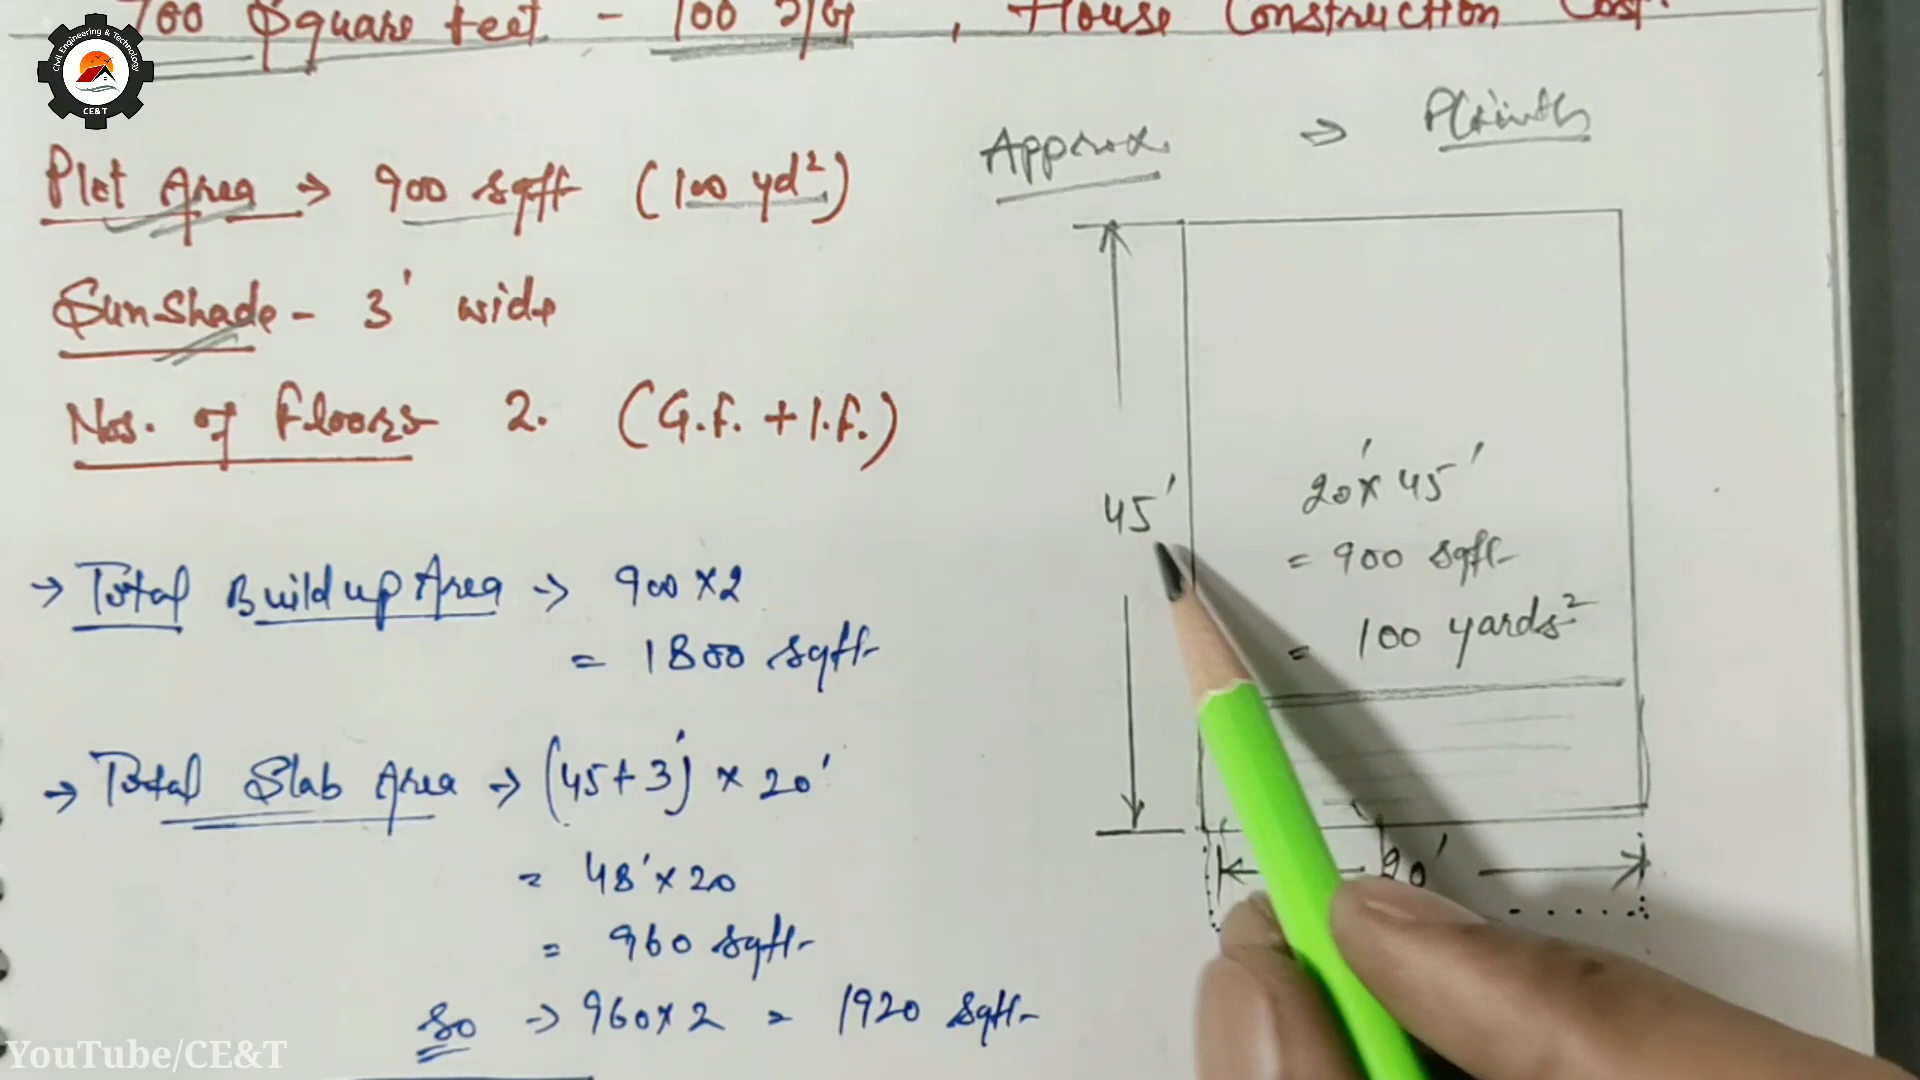 Square feet - 100 , House Construction Cost.
Civil Engineering & Technology
CE&T
Plot Area → 900 sqft (100 yd²)
Sunshade - 3' wide
Nos. of Floors 2. (G.F. + 1.F.)
→ Total Buildup Area → 900 × 2
= 1800 sqft
→ Total Slab Area → (45 + 3') × 20'
= 48' × 20
= 960 sqft
so → 960 × 2 = 1920 sqft
Approx. ⇒ Plinth
45'
20' × 45'
= 900 sqft
= 100 yards²
20'
YouTube/CE&T